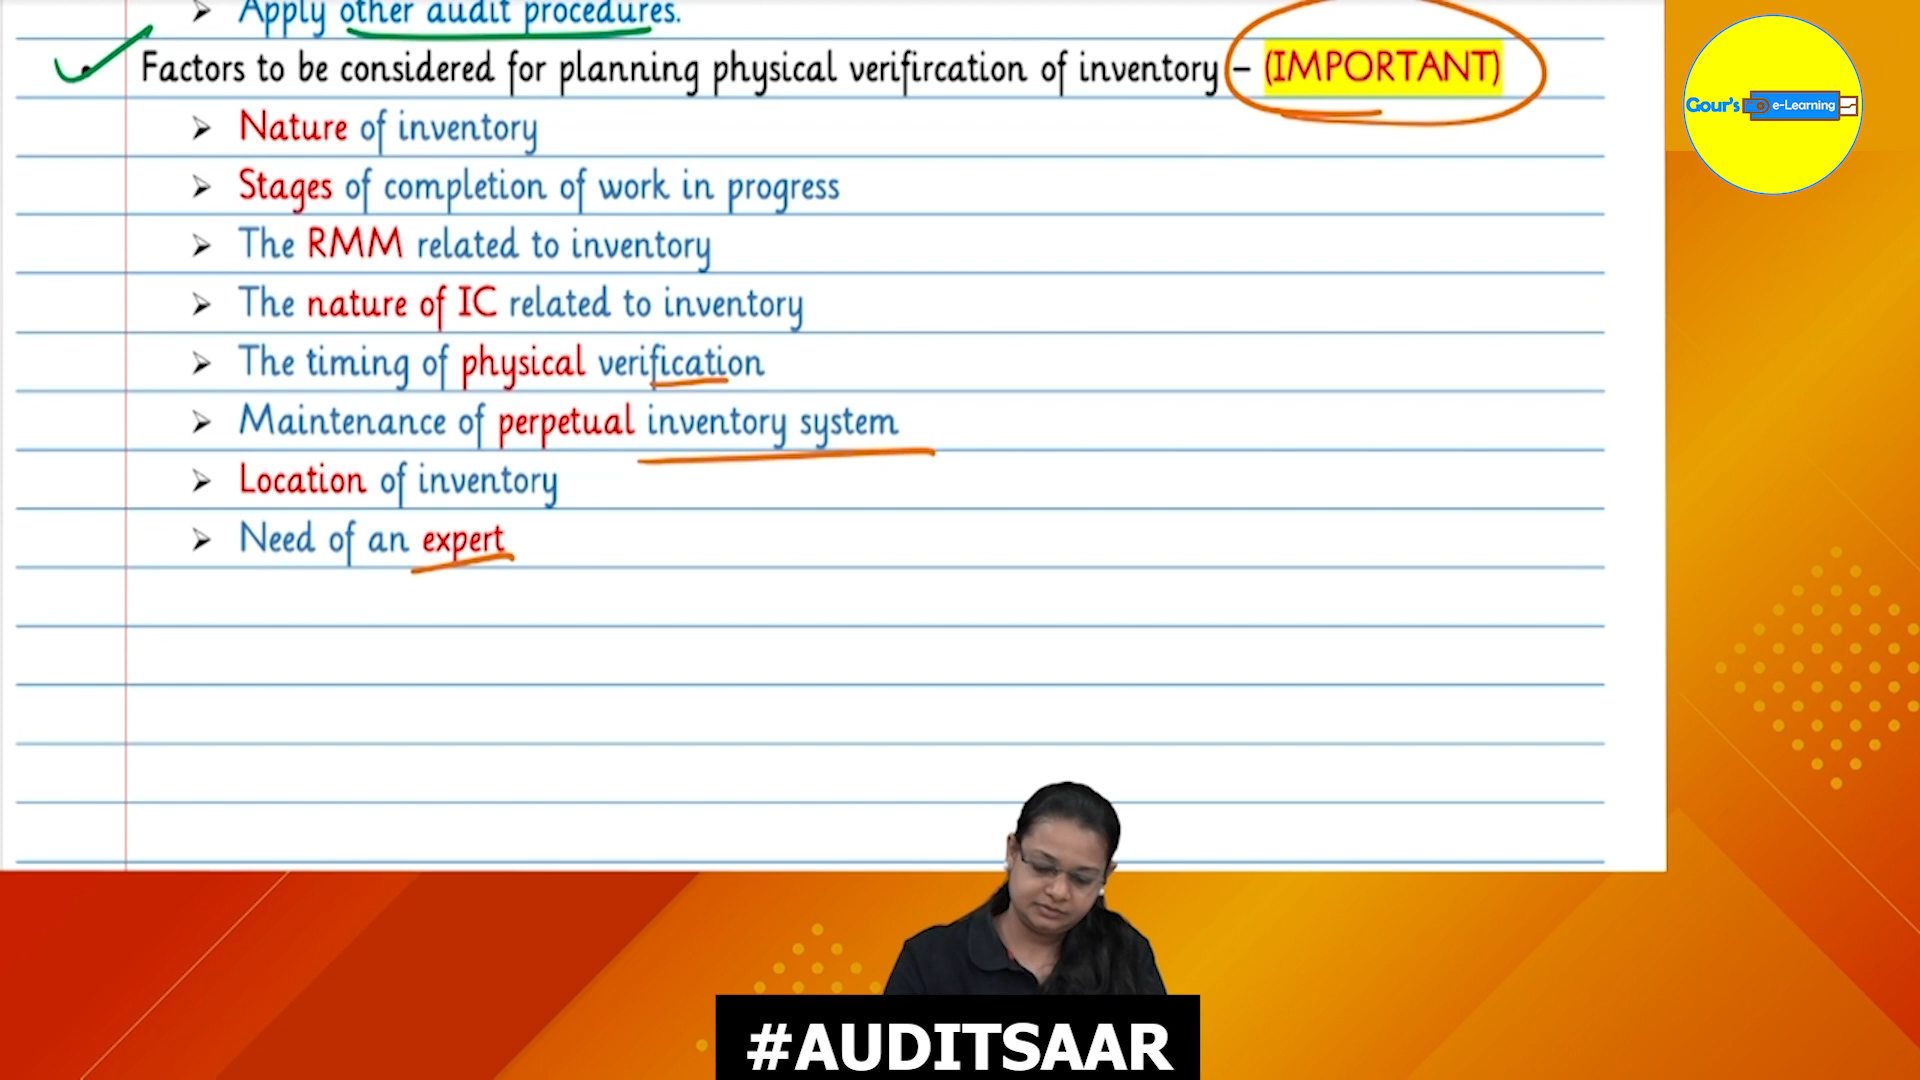 ➢ Apply other audit procedures.
• Factors to be considered for planning physical verifircation of inventory – (IMPORTANT)
➢ Nature of inventory
➢ Stages of completion of work in progress
➢ The RMM related to inventory
➢ The nature of IC related to inventory
➢ The timing of physical verification
➢ Maintenance of perpetual inventory system
➢ Location of inventory
➢ Need of an expert
Gour's e-Learning
#AUDITSAAR